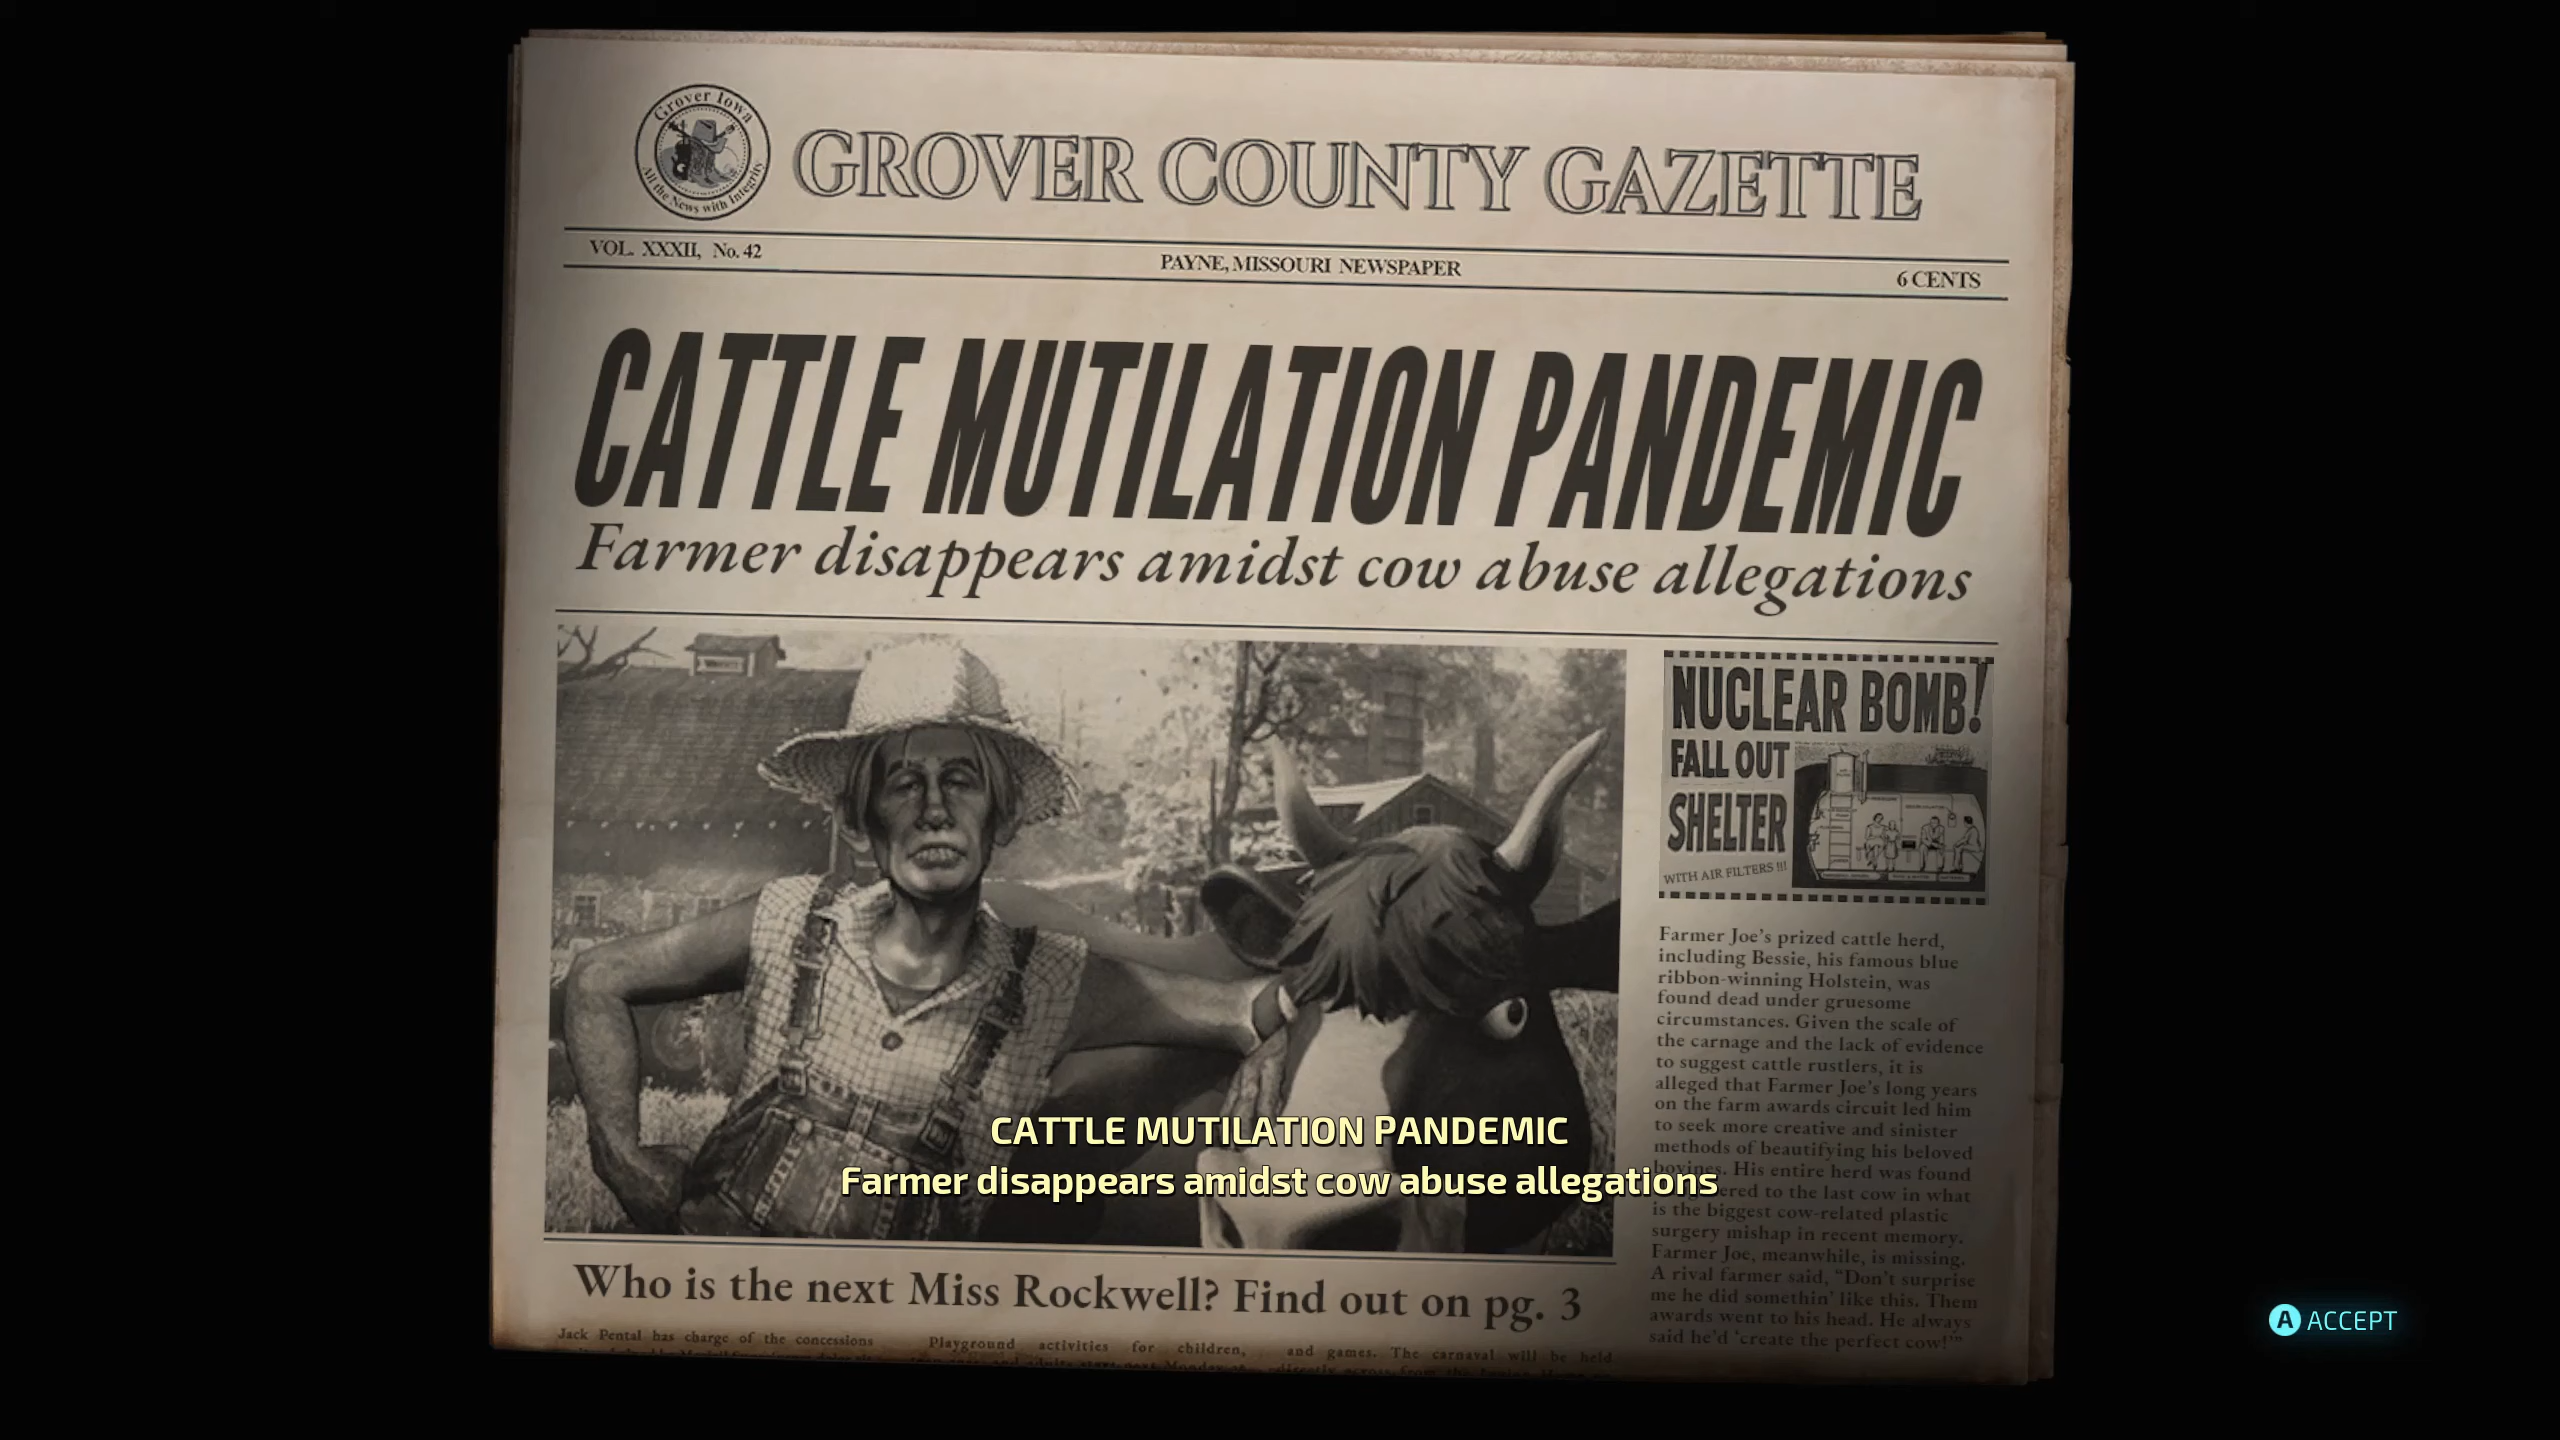 Grover Iowa
All the News with Integrity
GROVER COUNTY GAZETTE
VOL. XXXII, No. 42
PAYNE, MISSOURI NEWSPAPER
6 CENTS
CATTLE MUTILATION PANDEMIC
Farmer disappears amidst cow abuse allegations
NUCLEAR BOMB!
FALL OUT
SHELTER
WITH AIR FILTERS !!!
Farmer Joe's prized cattle herd,
including Bessie, his famous blue
ribbon-winning Holstein, was
found dead under gruesome
circumstances. Given the scale of
the carnage and the lack of evidence
to suggest cattle rustlers, it is
alleged that Farmer Joe's long years
on the farm awards circuit led him
to seek more creative and sinister
methods of beautifying his beloved
bovines. His entire herd was found
to the last cow in what
is the biggest cow-related plastic
surgery mishap in recent memory.
Farmer Joe, meanwhile, is missing.
A rival farmer said, "Don't surprise
me he did somethin' like this. Them
awards went to his head. He always
said he'd 'create the perfect cow!'"
CATTLE MUTILATION PANDEMIC
Farmer disappears amidst cow abuse allegations
Who is the next Miss Rockwell? Find out on pg. 3
Jack Pental has charge of the concessions
Playground activities for children,
and games. The carnaval will be held
A ACCEPT